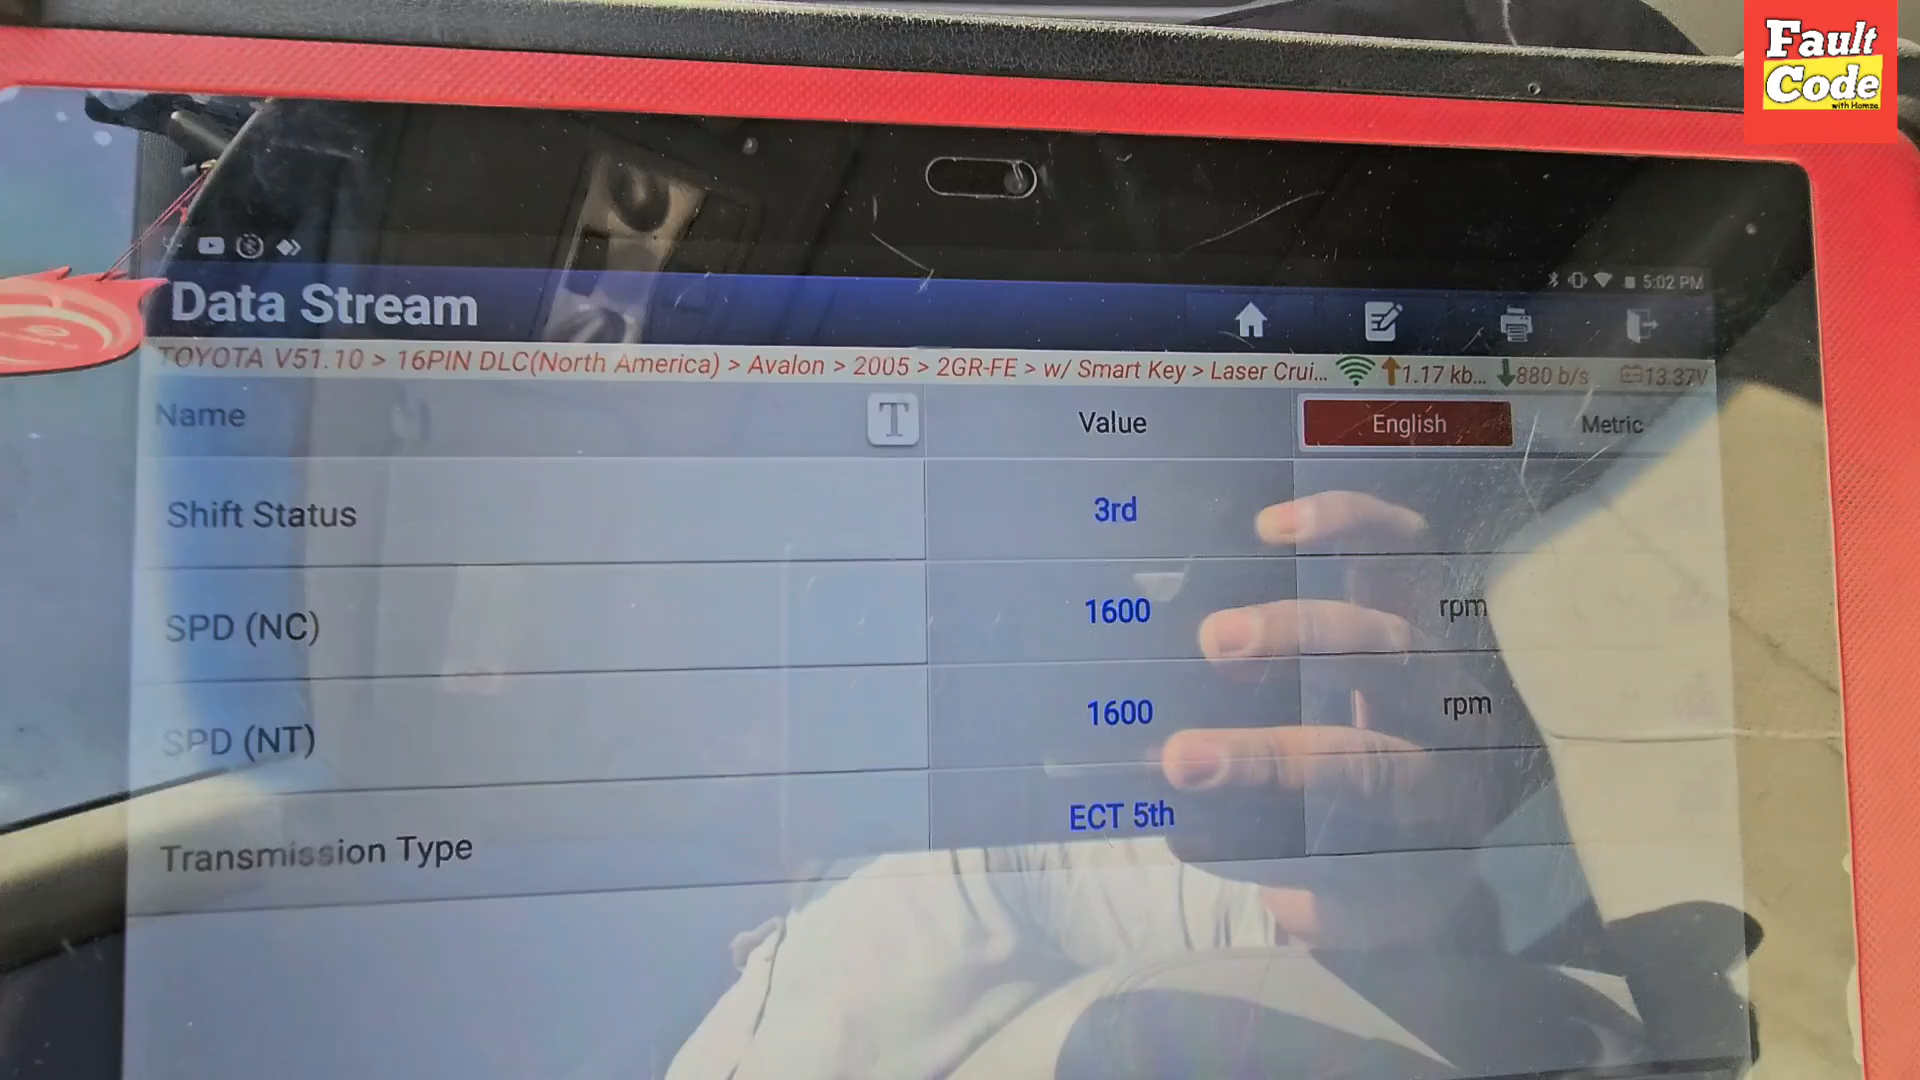 Fault
Code
with Hamza
5:02 PM
Data Stream
TOYOTA V51.10 > 16PIN DLC(North America) > Avalon > 2005 > 2GR-FE > w/ Smart Key > Laser Crui... 1.17 kb... 880 b/s 13.37V
Name T Value English Metric
Shift Status 3rd
SPD (NC) 1600 rpm
SPD (NT) 1600 rpm
Transmission Type ECT 5th